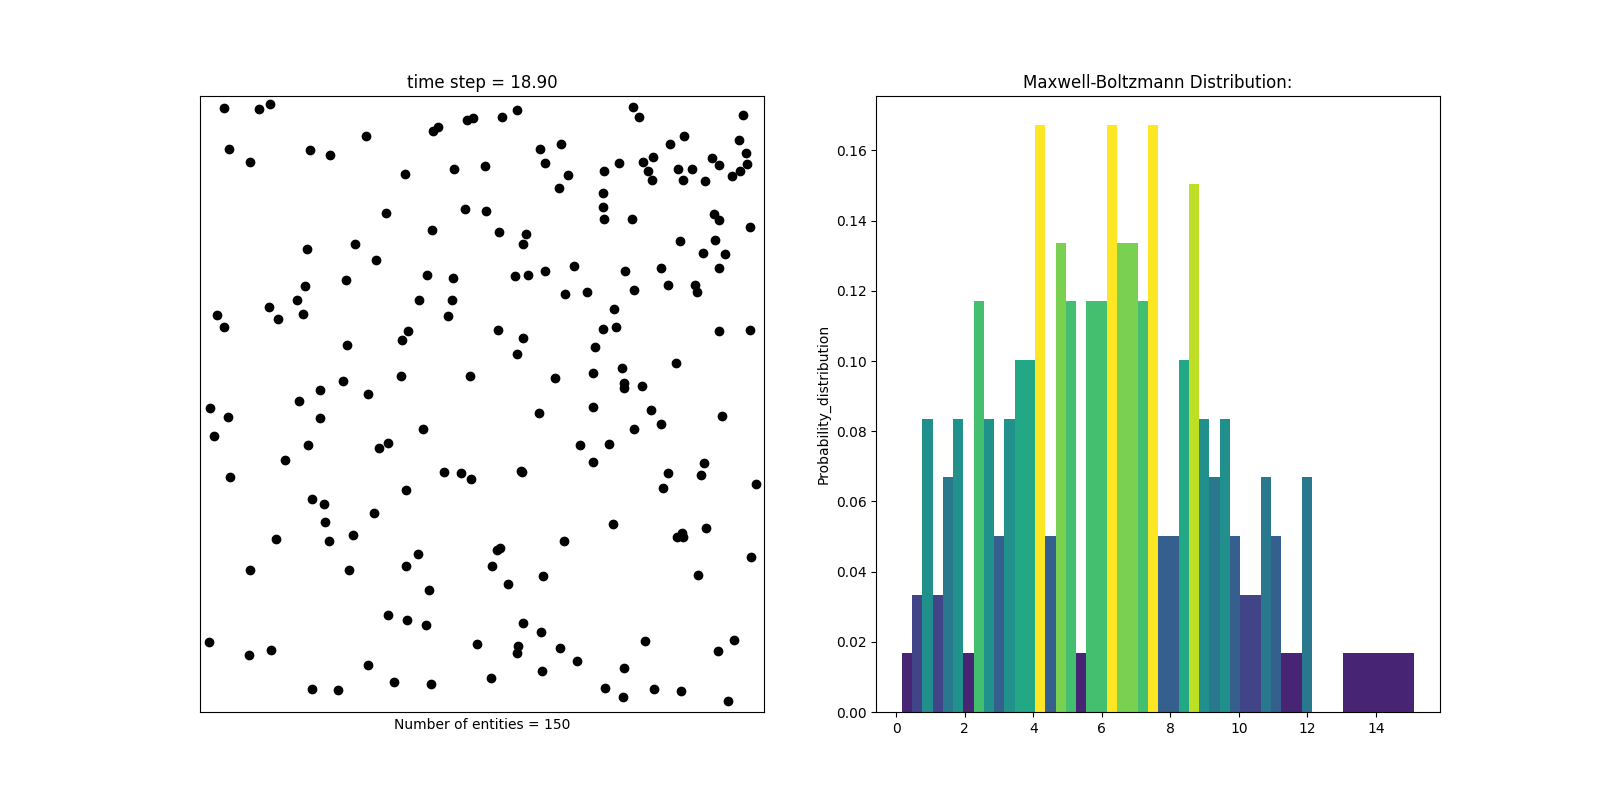 time step = 18.90
Number of entities = 150
Maxwell-Boltzmann Distribution:
Probability_distribution
0.16
0.14
0.12
0.10
0.08
0.06
0.04
0.02
0.00
0 2 4 6 8 10 12 14